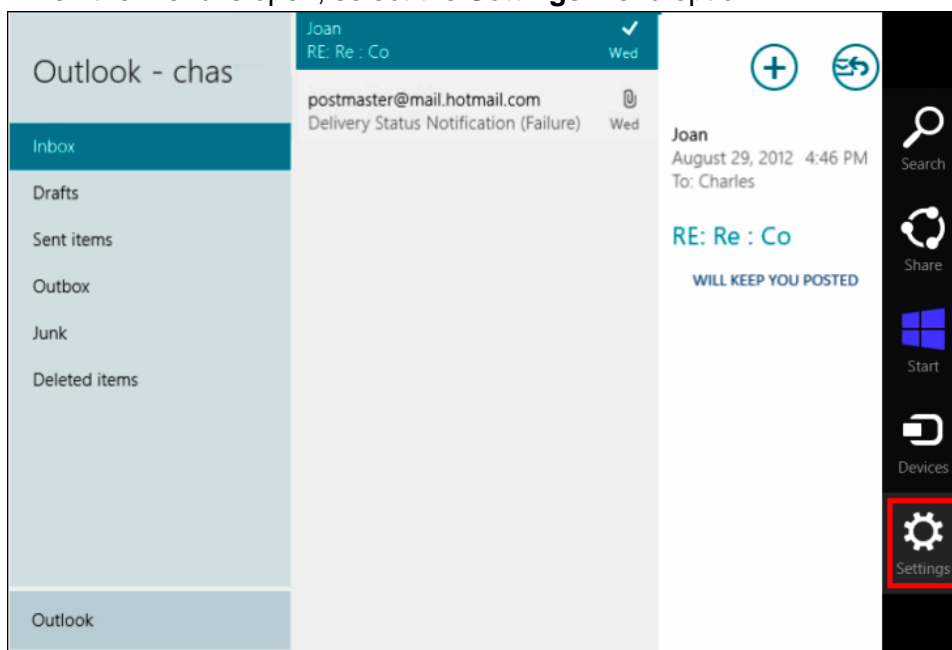 Outlook - chas
Inbox
Drafts
Sent items
Outbox
Junk
Deleted items
Outlook
Joan
RE: Re : Co
Wed
postmaster@mail.hotmail.com
Delivery Status Notification (Failure) Wed
Joan
August 29, 2012 4:46 PM
To: Charles
RE: Re : Co
WILL KEEP YOU POSTED
Search
Share
Start
Devices
Settings